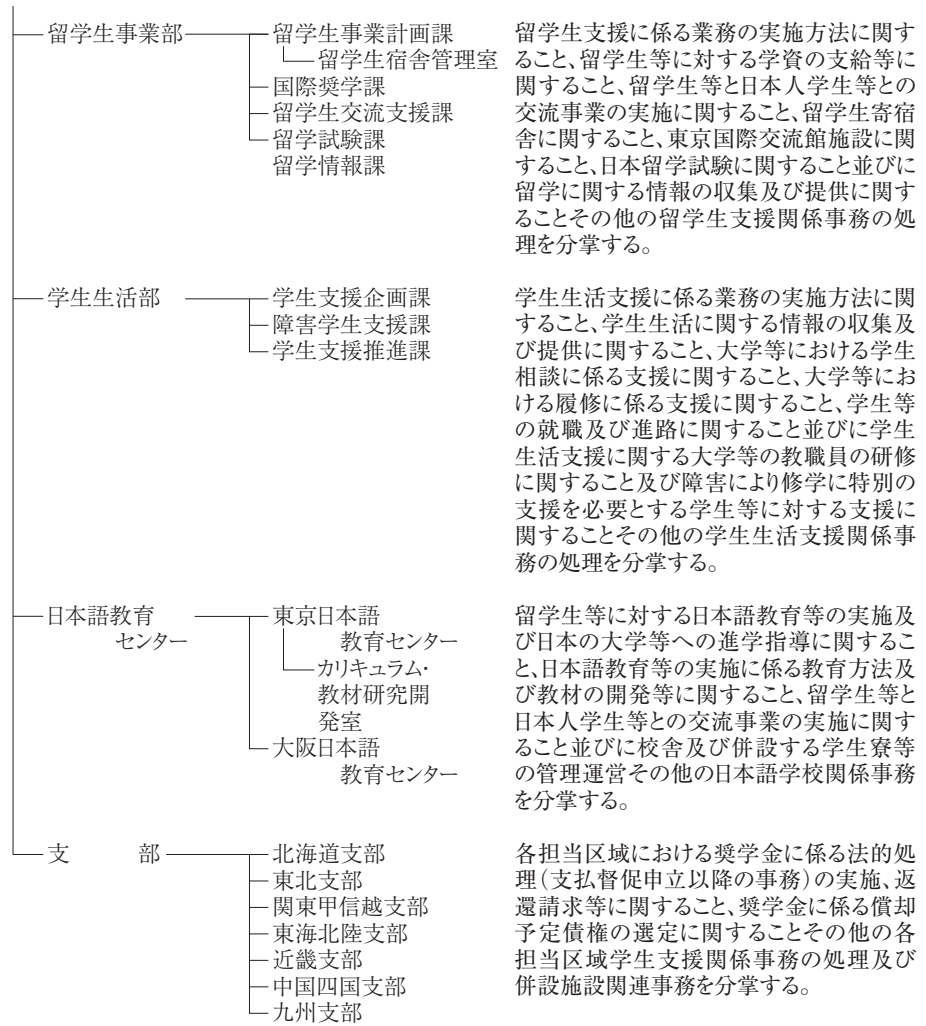 留学生事業部
留学生事業計画課
留学生宿舎管理室
国際奨学課
留学生交流支援課
留学試験課
留学情報課
留学生支援に係る業務の実施方法に関す
ること、留学生等に対する学資の支給等に
関すること、留学生等と日本人学生等との
交流事業の実施に関すること、留学生寄宿
舎に関すること、東京国際交流館施設に関
すること、日本留学試験に関すること並びに
留学に関する情報の収集及び提供に関す
ることその他の留学生支援関係事務の処
理を分掌する。
学生生活部
学生支援企画課
障害学生支援課
学生支援推進課
学生生活支援に係る業務の実施方法に関
すること、学生生活に関する情報の収集及
び提供に関すること、大学等における学生
相談に係る支援に関すること、大学等にお
ける履修に係る支援に関すること、学生等
の就職及び進路に関すること並びに学生
生活支援に関する大学等の教職員の研修
に関すること及び障害により修学に特別の
支援を必要とする学生等に対する支援に
関することその他の学生生活支援関係事
務の処理を分掌する。
日本語教育
センター
東京日本語
教育センター
カリキュラム・
教材研究開
発室
大阪日本語
教育センター
留学生等に対する日本語教育等の実施及
び日本の大学等への進学指導に関するこ
と、日本語教育等の実施に係る教育方法及
び教材の開発等に関すること、留学生等と
日本人学生等との交流事業の実施に関す
ること並びに校舎及び併設する学生寮等
の管理運営その他の日本語学校関係事務
を分掌する。
支 部
北海道支部
東北支部
関東甲信越支部
東海北陸支部
近畿支部
中国四国支部
九州支部
各担当区域における奨学金に係る法的処
理（支払督促申立以降の事務）の実施、返
還請求等に関すること、奨学金に係る償却
予定債権の選定に関することその他の各
担当区域学生支援関係事務の処理及び
併設施設関連事務を分掌する。